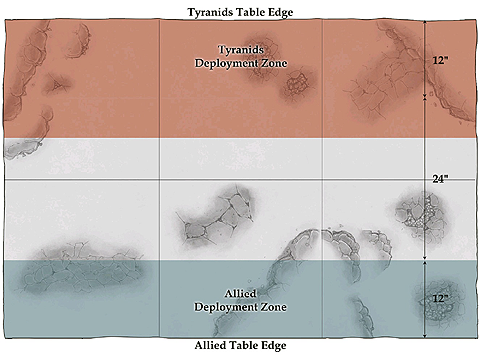 Tyranids Table Edge
Tyranids
Deployment Zone
12"
24"
Allied
Deployment Zone
12"
Allied Table Edge